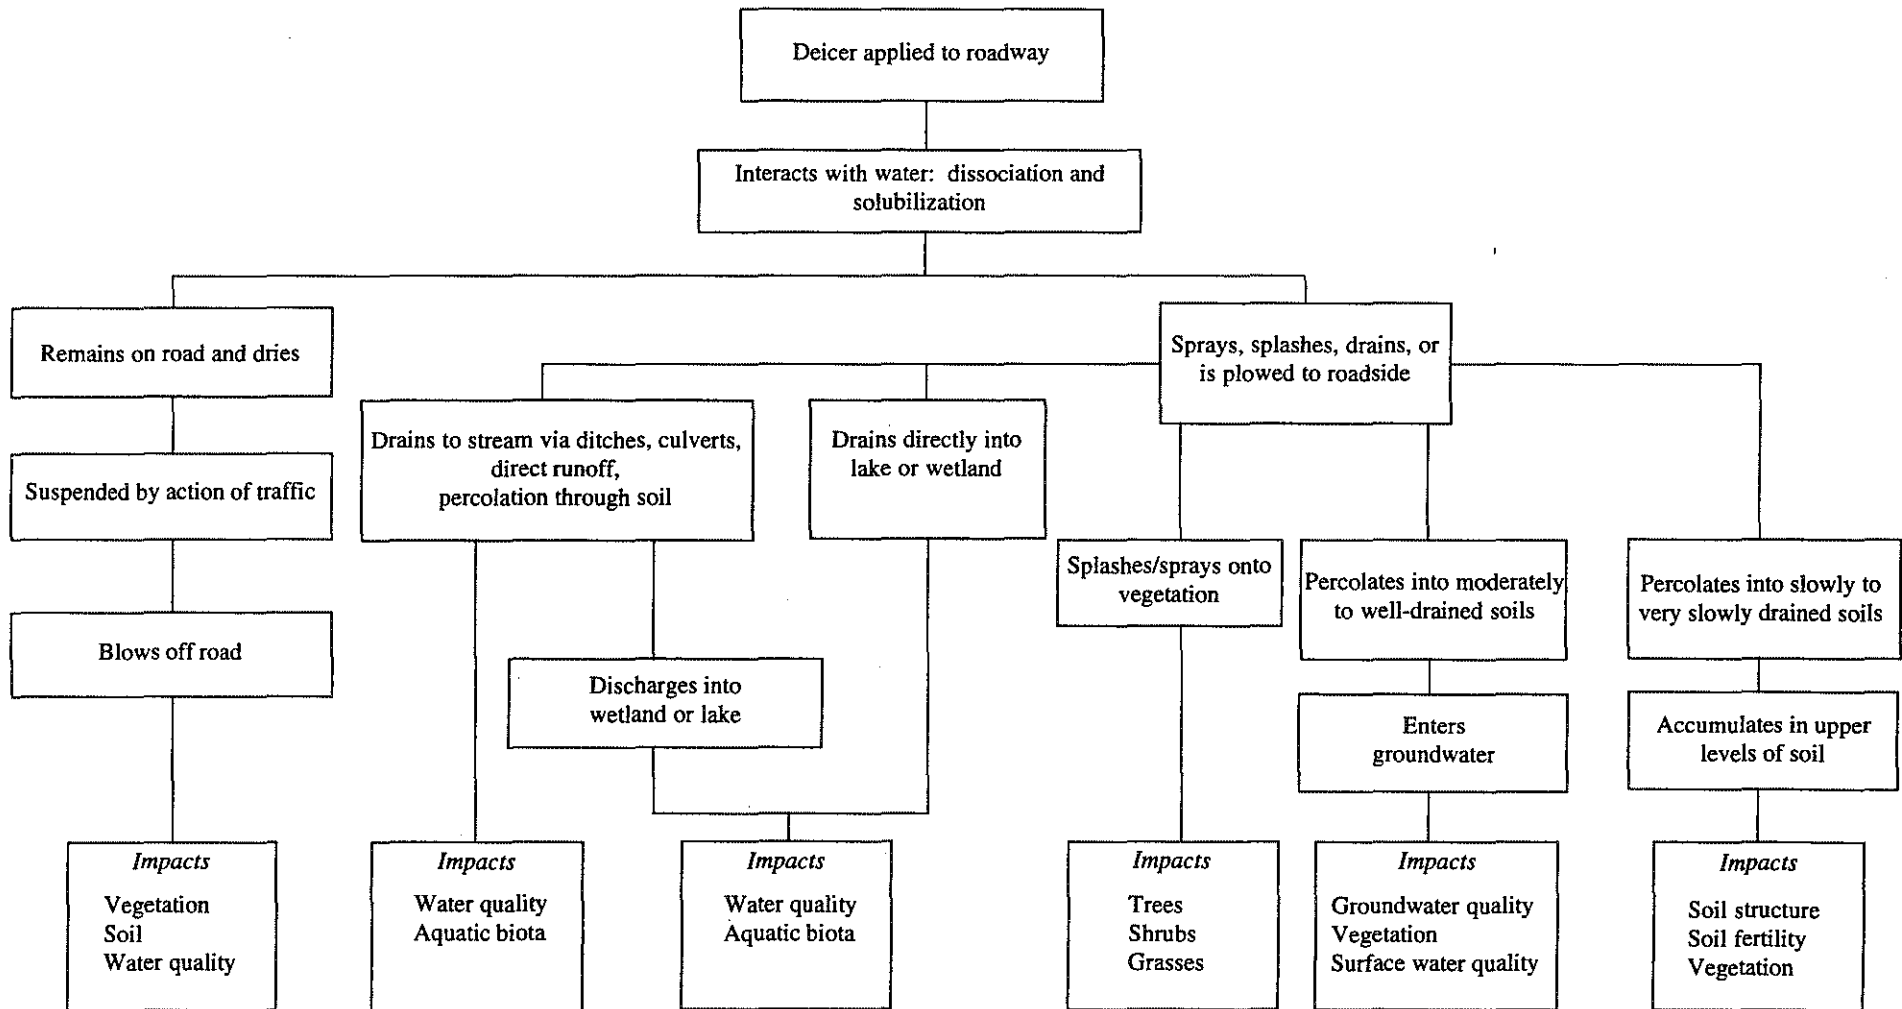 Deicer applied to roadway
Interacts with water: dissociation and
solubilization
Remains on road and dries
Sprays, splashes, drains, or
is plowed to roadside
Suspended by action of traffic
Drains to stream via ditches, culverts,
direct runoff,
percolation through soil
Drains directly into
lake or wetland
Blows off road
Discharges into
wetland or lake
Splashes/sprays onto
vegetation
Percolates into moderately
to well-drained soils
Percolates into slowly to
very slowly drained soils
Enters
groundwater
Accumulates in upper
levels of soil
Impacts
Vegetation
Soil
Water quality
Impacts
Water quality
Aquatic biota
Impacts
Water quality
Aquatic biota
Impacts
Trees
Shrubs
Grasses
Impacts
Groundwater quality
Vegetation
Surface water quality
Impacts
Soil structure
Soil fertility
Vegetation